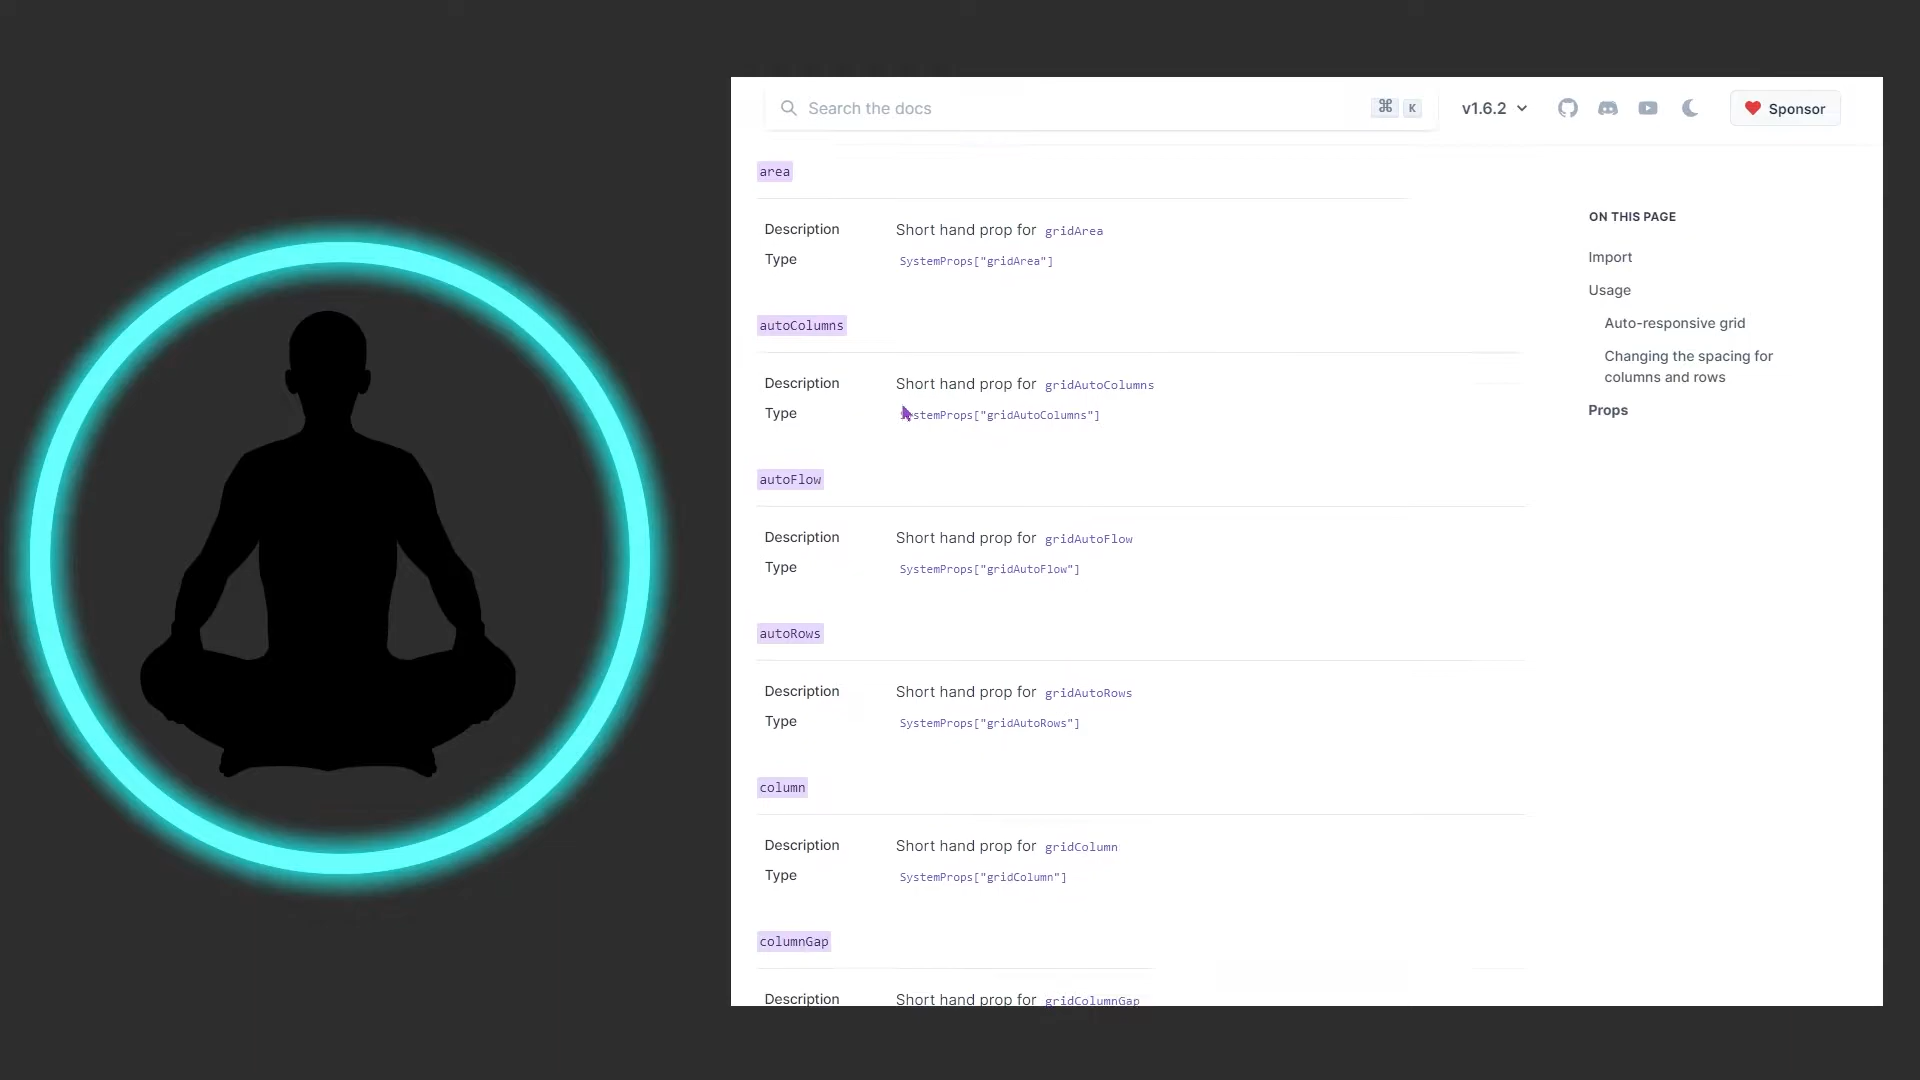 Search the docs ⌘ K v1.6.2 Sponsor
area
Description Short hand prop for gridArea
Type SystemProps["gridArea"]
autoColumns
Description Short hand prop for gridAutoColumns
Type SystemProps["gridAutoColumns"]
autoFlow
Description Short hand prop for gridAutoFlow
Type SystemProps["gridAutoFlow"]
autoRows
Description Short hand prop for gridAutoRows
Type SystemProps["gridAutoRows"]
column
Description Short hand prop for gridColumn
Type SystemProps["gridColumn"]
columnGap
Description Short hand prop for gridColumnGap
ON THIS PAGE
Import
Usage
Auto-responsive grid
Changing the spacing for
columns and rows
Props